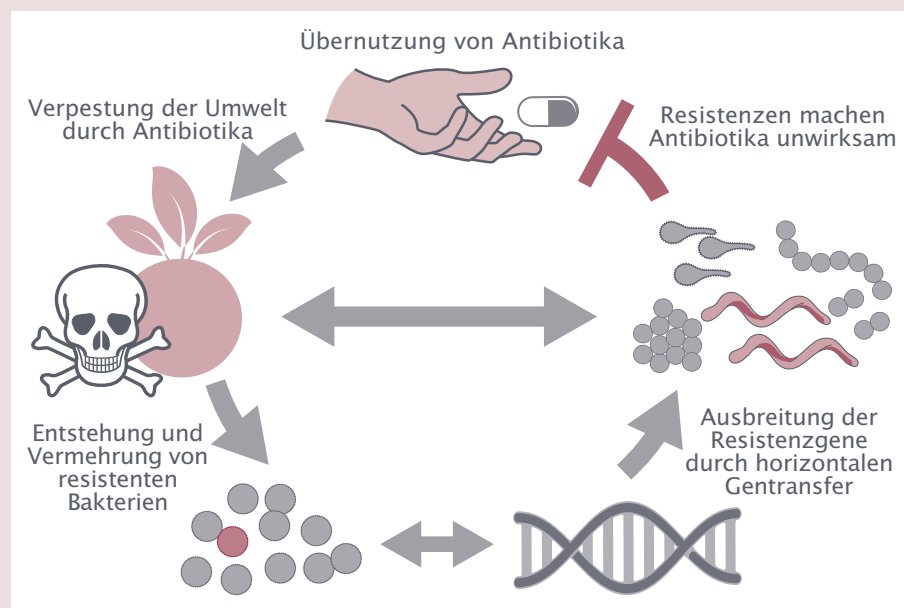 Übernutzung von Antibiotika
Verpestung der Umwelt
durch Antibiotika
Resistenzen machen
Antibiotika unwirksam
Entstehung und
Vermehrung von
resistenten
Bakterien
Ausbreitung der
Resistenzgene
durch horizontalen
Gentransfer